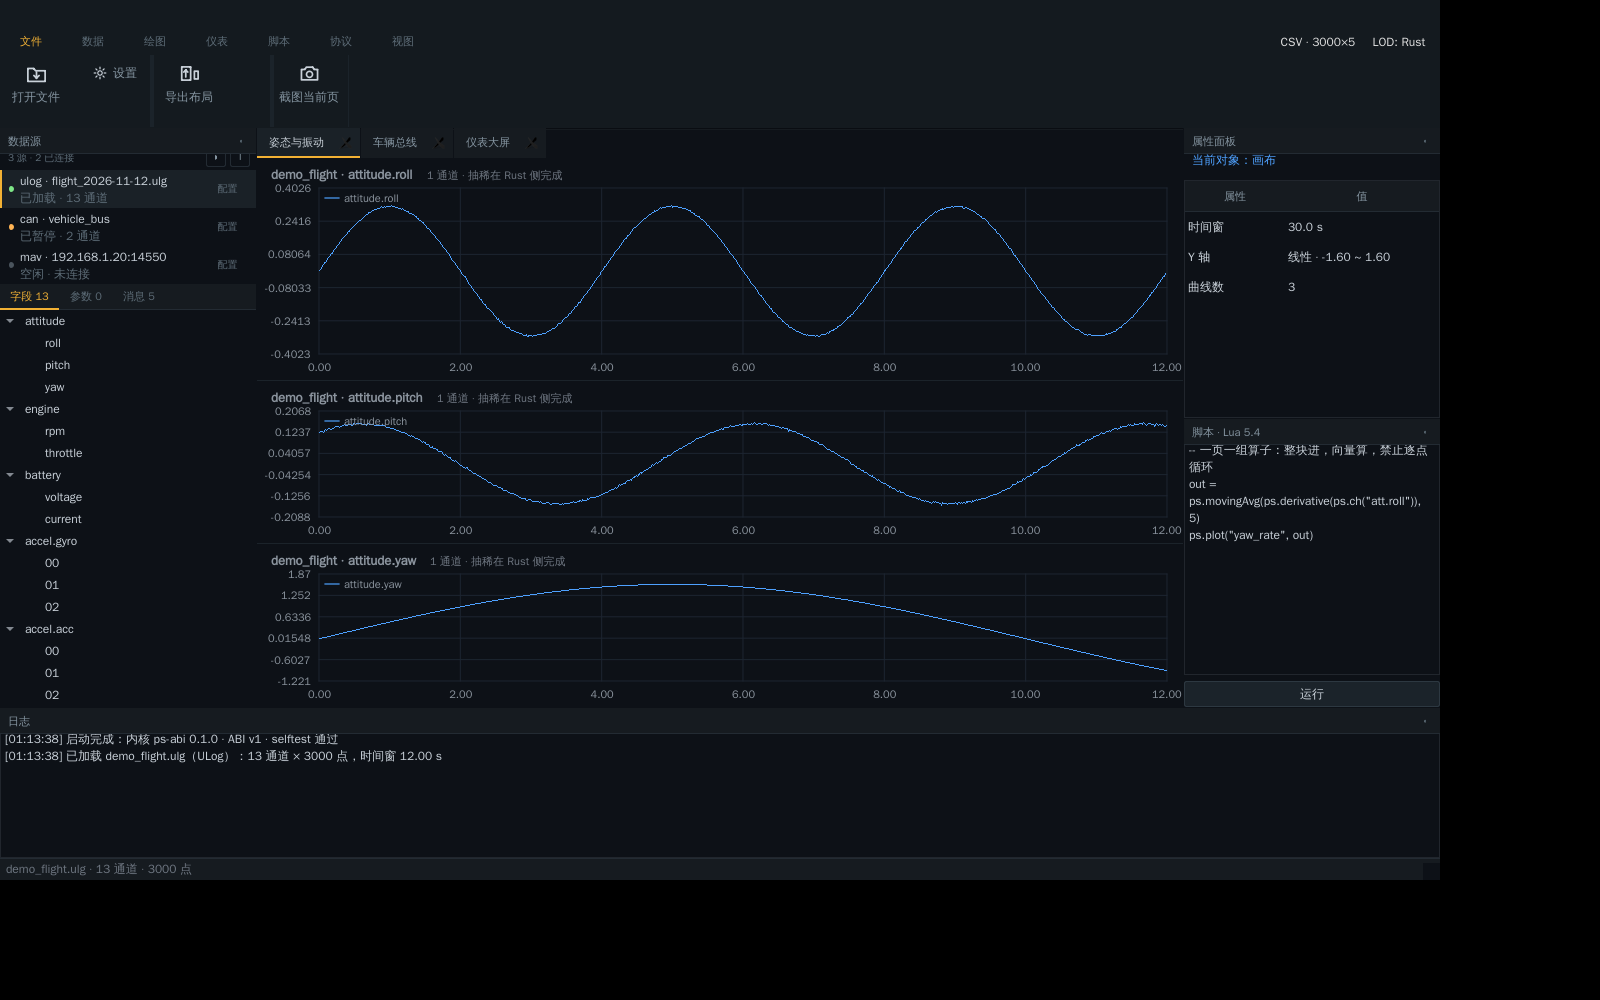 文件 数据 绘图 仪表 脚本 协议 视图
CSV · 3000×5 LOD: Rust
打开文件 设置 导出布局 截图当前页
数据源
3 源 · 2 已连接
ulog · flight_2026-11-12.ulg 配置
已加载 · 13 通道
can · vehicle_bus 配置
已暂停 · 2 通道
mav · 192.168.1.20:14550 配置
空闲 · 未连接
字段 13 参数 0 消息 5
attitude
roll
pitch
yaw
engine
rpm
throttle
battery
voltage
current
accel.gyro
00
01
02
accel.acc
00
01
02
姿态与振动 车辆总线 仪表大屏
demo_flight · attitude.roll 1 通道 · 抽稀在 Rust 侧完成
attitude.roll
0.4026
0.2416
0.08064
-0.08033
-0.2413
-0.4023
0.00 2.00 4.00 6.00 8.00 10.00 12.00
demo_flight · attitude.pitch 1 通道 · 抽稀在 Rust 侧完成
attitude.pitch
0.2068
0.1237
0.04057
-0.04254
-0.1256
-0.2088
0.00 2.00 4.00 6.00 8.00 10.00 12.00
demo_flight · attitude.yaw 1 通道 · 抽稀在 Rust 侧完成
attitude.yaw
1.87
1.252
0.6336
0.01548
-0.6027
-1.221
0.00 2.00 4.00 6.00 8.00 10.00 12.00
属性面板
当前对象：画布
属性 值
时间窗 30.0 s
Y 轴 线性 · -1.60 ~ 1.60
曲线数 3
脚本 · Lua 5.4
-- 一页一组算子：整块进，向量算，禁止逐点
循环
out =
ps.movingAvg(ps.derivative(ps.ch("att.roll")),
5)
ps.plot("yaw_rate", out)
运行
日志
[01:13:38] 启动完成：内核 ps-abi 0.1.0 · ABI v1 · selftest 通过
[01:13:38] 已加载 demo_flight.ulg（ULog）：13 通道 × 3000 点，时间窗 12.00 s
demo_flight.ulg · 13 通道 · 3000 点